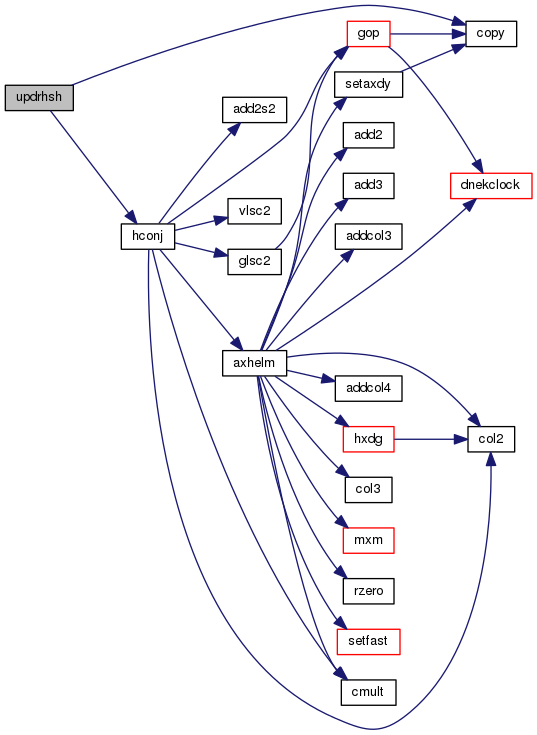 gop
copy
setaxdy
updrhsh
add2s2
add2
add3
dnekclock
vlsc2
hconj
addcol3
glsc2
axhelm
addcol4
hxdg
col2
col3
mxm
rzero
setfast
cmult